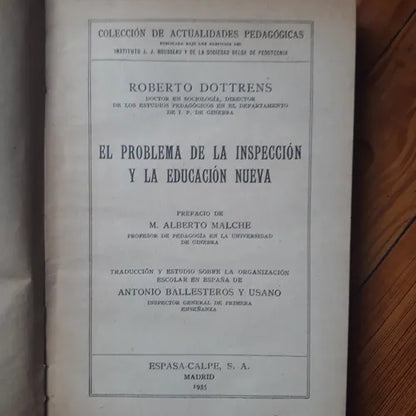 COLECCIÓN DE ACTUALIDADES PEDAGÓGICAS
PUBLICADA BAJO LOS AUSPICIOS DEL
INSTITUTO J. J. ROUSSEAU Y DE LA SOCIEDAD BELGA DE PEDOTECNIA
ROBERTO DOTTRENS
DOCTOR EN SOCIOLOGÍA, DIRECTOR
DE LOS ESTUDIOS PEDAGÓGICOS EN EL DEPARTAMENTO
DE I. P. DE GINEBRA
EL PROBLEMA DE LA INSPECCIÓN
Y LA EDUCACIÓN NUEVA
PREFACIO DE
M. ALBERTO MALCHE
PROFESOR DE PEDAGOGÍA EN LA UNIVERSIDAD
DE GINEBRA
TRADUCCIÓN Y ESTUDIO SOBRE LA ORGANIZACIÓN
ESCOLAR EN ESPAÑA DE
ANTONIO BALLESTEROS Y USANO
INSPECTOR GENERAL DE PRIMERA
ENSEÑANZA
ESPASA-CALPE, S. A.
MADRID
1935